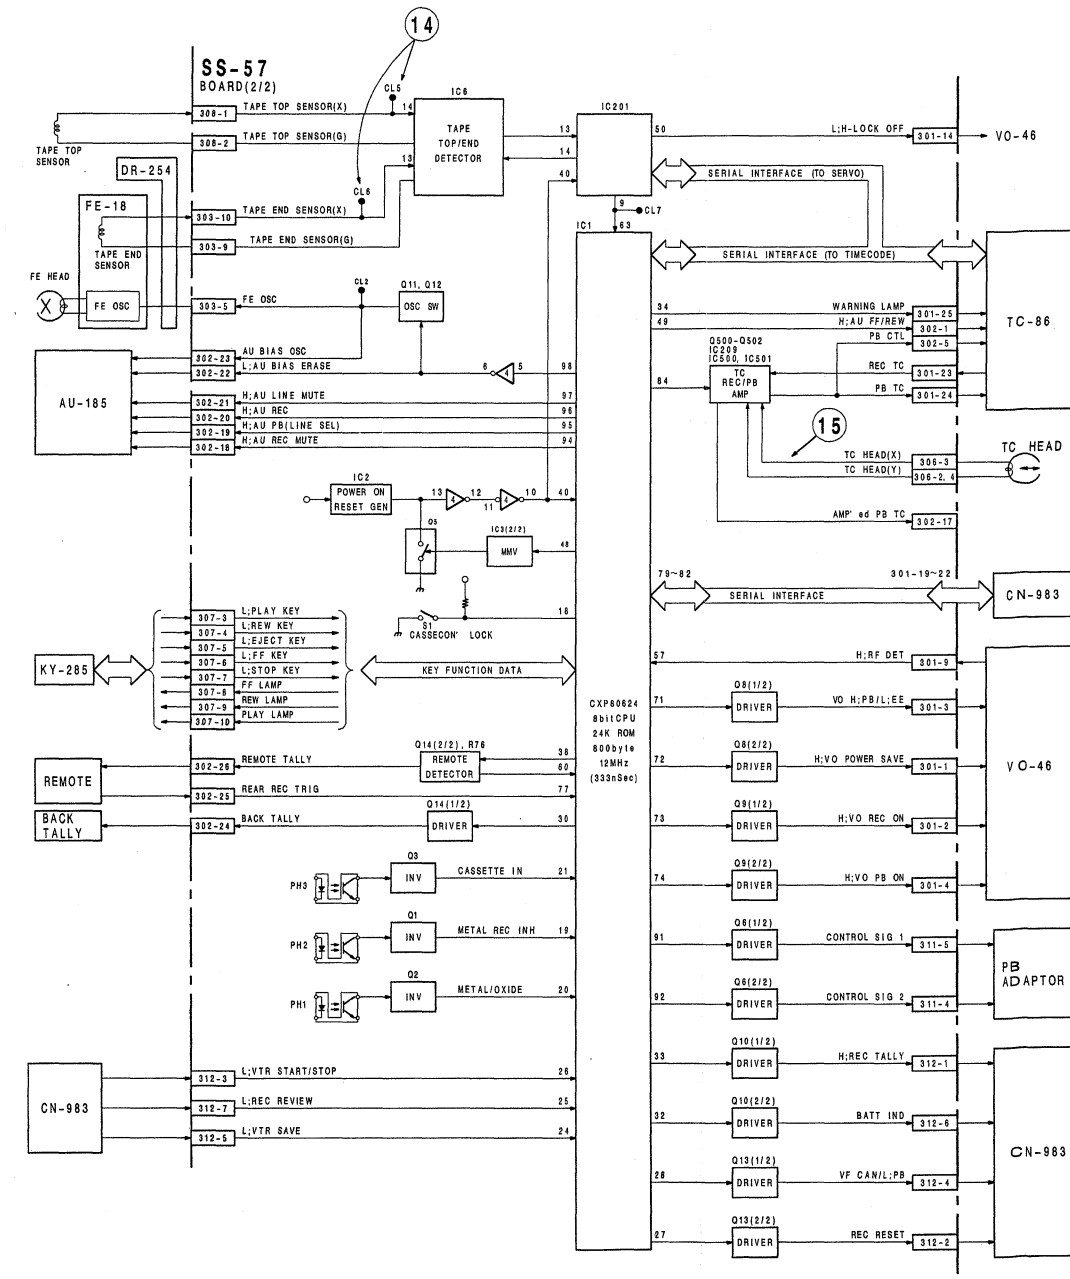 14
SS-57
BOARD(2/2)
CL5
IC6
IC201
308-1
TAPE TOP SENSOR(X)
14
TAPE
TOP/END
DETECTOR
13
50
L;H-LOCK OFF
301-14
VO-46
308-2
TAPE TOP SENSOR(G)
TAPE TOP
SENSOR
13
14
DR-254
40
SERIAL INTERFACE (TO SERVO)
CL6
FE-18
303-10
TAPE END SENSOR(X)
9
CL7
IC1
63
303-9
TAPE END SENSOR(G)
TAPE END
SENSOR
SERIAL INTERFACE (TO TIMECODE)
FE HEAD
FE OSC
303-5
FE OSC
CL2
Q11, Q12
OSC SW
34
WARNING LAMP
301-25
TC-86
49
H;AU FF/REW
302-1
PB CTL
302-5
Q500-Q502
IC209
IC500, IC501
TC
REC/PB
AMP
AU-185
302-23
AU BIAS OSC
302-22
L;AU BIAS ERASE
6
4
5
98
84
REC TC
301-23
PB TC
301-24
302-21
H;AU LINE MUTE
97
302-20
H;AU REC
96
302-19
H;AU PB(LINE SEL)
95
302-18
H;AU REC MUTE
94
15
TC HEAD(X)
306-3
TC HEAD(Y)
306-2, 4
TC HEAD
IC2
POWER ON
RESET GEN
13
4
12
11
4
10
40
AMP' ed PB TC
302-17
Q5
IC3(2/2)
MMV
48
79~82
301-19~22
SERIAL INTERFACE
CN-983
S1
CASSECON' LOCK
18
KY-285
307-3
L;PLAY KEY
307-4
L;REW KEY
307-5
L;EJECT KEY
307-6
L;FF KEY
307-7
L;STOP KEY
307-8
FF LAMP
307-9
REW LAMP
307-10
PLAY LAMP
KEY FUNCTION DATA
CXP80624
8bitCPU
24K ROM
800byte
12MHz
(333nSec)
57
H;RF DET
301-9
71
Q8(1/2)
DRIVER
VO H;PB/L;EE
301-3
72
Q8(2/2)
DRIVER
H;VO POWER SAVE
301-1
VO-46
REMOTE
302-26
REMOTE TALLY
Q14(2/2), R76
REMOTE
DETECTOR
38
60
302-25
REAR REC TRIG
77
BACK
TALLY
302-24
BACK TALLY
Q14(1/2)
DRIVER
30
73
Q9(1/2)
DRIVER
H;VO REC ON
301-2
PH3
Q3
INV
CASSETTE IN
21
74
Q9(2/2)
DRIVER
H;VO PB ON
301-4
PH2
Q1
INV
METAL REC INH
19
91
Q6(1/2)
DRIVER
CONTROL SIG 1
311-5
PB
ADAPTOR
PH1
Q2
INV
METAL/OXIDE
20
92
Q6(2/2)
DRIVER
CONTROL SIG 2
311-4
CN-983
312-3
L;VTR START/STOP
26
312-7
L;REC REVIEW
25
312-5
L;VTR SAVE
24
33
Q10(1/2)
DRIVER
H;REC TALLY
312-1
32
Q10(2/2)
DRIVER
BATT IND
312-6
CN-983
28
Q13(1/2)
DRIVER
VF CAN/L;PB
312-4
27
Q13(2/2)
DRIVER
REC RESET
312-2